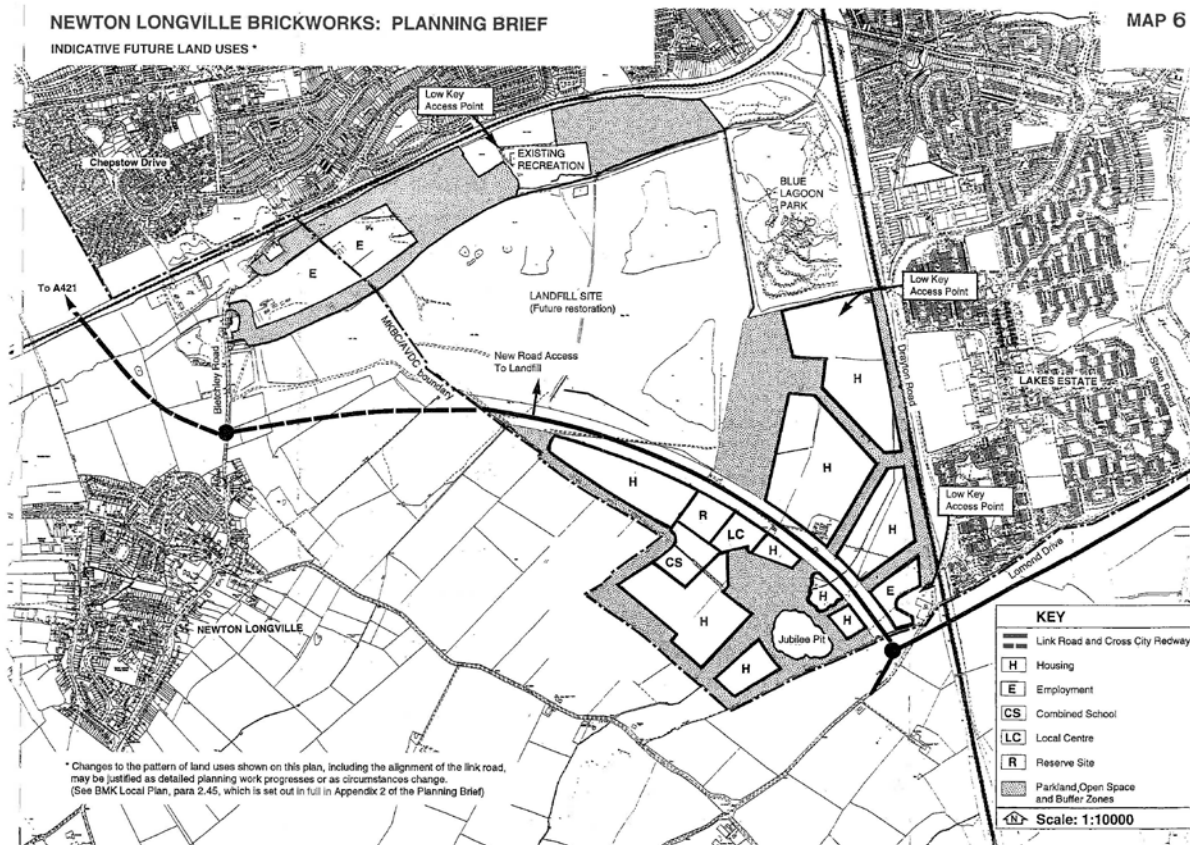 NEWTON LONGVILLE BRICKWORKS: PLANNING BRIEF
MAP 6
INDICATIVE FUTURE LAND USES *
Low Key
Access Point
Chepstow Drive
EXISTING
RECREATION
BLUE
LAGOON
PARK
E
E
To A421
Low Key
Access Point
LANDFILL SITE
(Future restoration)
MKBC/AVDC boundary
Bletchley Road
New Road Access
To Landfill
Drayton Road
Stoke Road
LAKES ESTATE
H
H
H
Low Key
Access Point
R
LC
H
H
CS
Lomond Drive
E
H
H
H
Jubilee Pit
H
NEWTON LONGVILLE
KEY
Link Road and Cross City Redway
H Housing
E Employment
CS Combined School
LC Local Centre
R Reserve Site
Parkland,Open Space
and Buffer Zones
N Scale: 1:10000
* Changes to the pattern of land uses shown on this plan, including the alignment of the link road,
may be justified as detailed planning work progresses or as circumstances change.
(See BMK Local Plan, para 2.45, which is set out in full in Appendix 2 of the Planning Brief)